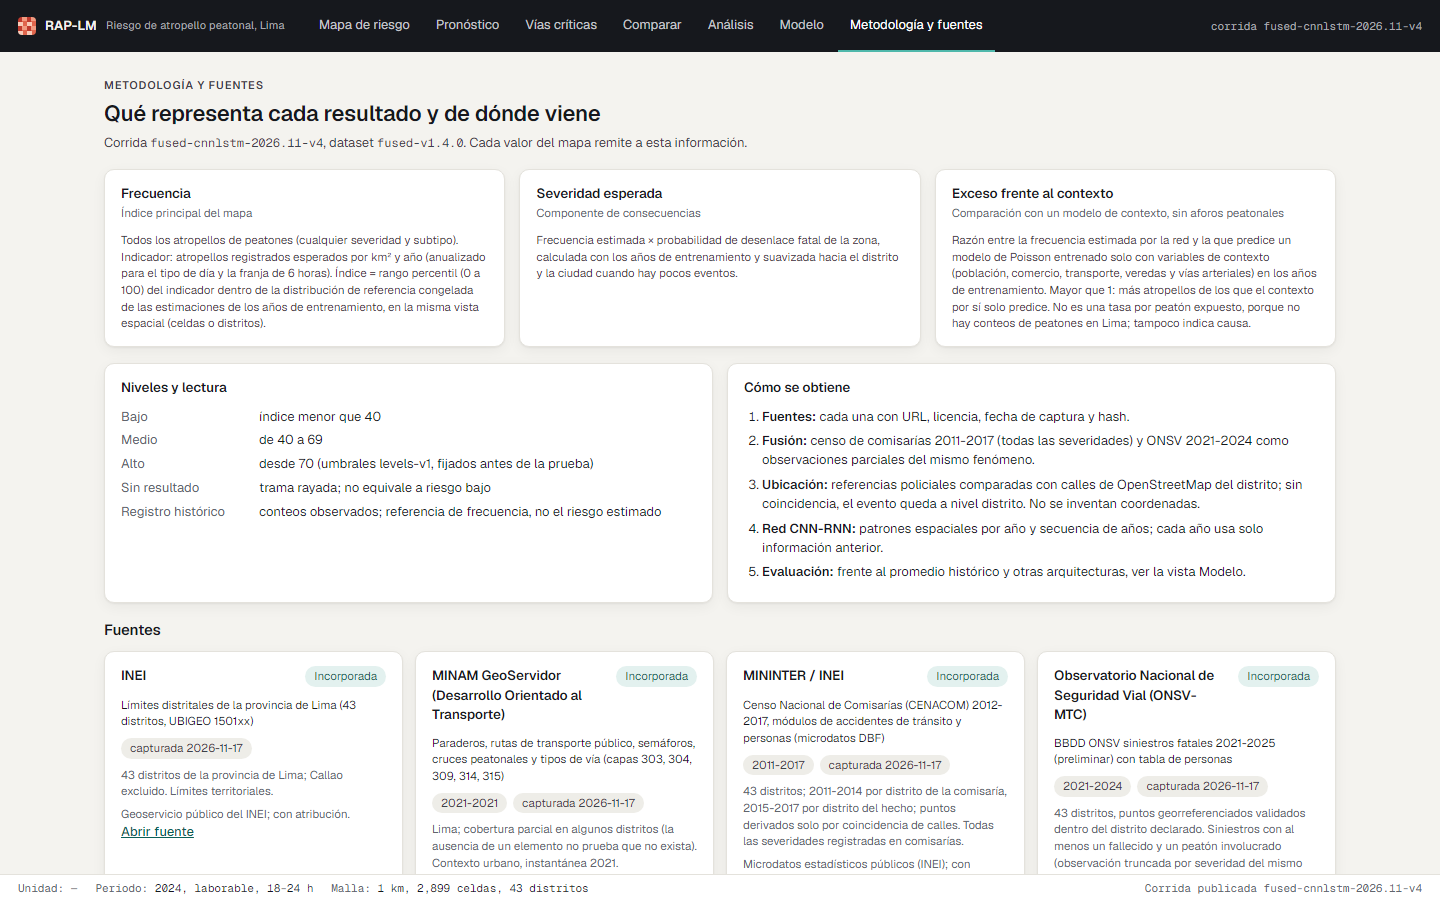 RAP-LM Riesgo de atropello peatonal, Lima Mapa de riesgo Pronóstico Vías críticas Comparar Análisis Modelo Metodología y fuentes corrida fused-cnnlstm-2026.11-v4
METODOLOGÍA Y FUENTES
Qué representa cada resultado y de dónde viene
Corrida fused-cnnlstm-2026.11-v4, dataset fused-v1.4.0. Cada valor del mapa remite a esta información.
Frecuencia
Índice principal del mapa
Todos los atropellos de peatones (cualquier severidad y subtipo).
Indicador: atropellos registrados esperados por km² y año (anualizado
para el tipo de día y la franja de 6 horas). Índice = rango percentil (0 a
100) del indicador dentro de la distribución de referencia congelada
de las estimaciones de los años de entrenamiento, en la misma vista
espacial (celdas o distritos).
Severidad esperada
Componente de consecuencias
Frecuencia estimada × probabilidad de desenlace fatal de la zona,
calculada con los años de entrenamiento y suavizada hacia el distrito
y la ciudad cuando hay pocos eventos.
Exceso frente al contexto
Comparación con un modelo de contexto, sin aforos peatonales
Razón entre la frecuencia estimada por la red y la que predice un
modelo de Poisson entrenado solo con variables de contexto
(población, comercio, transporte, veredas y vías arteriales) en los años
de entrenamiento. Mayor que 1: más atropellos de los que el contexto
por sí solo predice. No es una tasa por peatón expuesto, porque no
hay conteos de peatones en Lima; tampoco indica causa.
Niveles y lectura
Bajo índice menor que 40
Medio de 40 a 69
Alto desde 70 (umbrales levels-v1, fijados antes de la prueba)
Sin resultado trama rayada; no equivale a riesgo bajo
Registro histórico conteos observados; referencia de frecuencia, no el riesgo estimado
Cómo se obtiene
1. Fuentes: cada una con URL, licencia, fecha de captura y hash.
2. Fusión: censo de comisarías 2011-2017 (todas las severidades) y ONSV 2021-2024 como
observaciones parciales del mismo fenómeno.
3. Ubicación: referencias policiales comparadas con calles de OpenStreetMap del distrito; sin
coincidencia, el evento queda a nivel distrito. No se inventan coordenadas.
4. Red CNN-RNN: patrones espaciales por año y secuencia de años; cada año usa solo
información anterior.
5. Evaluación: frente al promedio histórico y otras arquitecturas, ver la vista Modelo.
Fuentes
INEI Incorporada
Límites distritales de la provincia de Lima (43
distritos, UBIGEO 1501xx)
capturada 2026-11-17
43 distritos de la provincia de Lima; Callao
excluido. Límites territoriales.
Geoservicio público del INEI; con atribución.
Abrir fuente
MINAM GeoServidor Incorporada
(Desarrollo Orientado al
Transporte)
Paraderos, rutas de transporte público, semáforos,
cruces peatonales y tipos de vía (capas 303, 304,
309, 314, 315)
2021-2021 capturada 2026-11-17
Lima; cobertura parcial en algunos distritos (la
ausencia de un elemento no prueba que no exista).
Contexto urbano, instantánea 2021.
MININTER / INEI Incorporada
Censo Nacional de Comisarías (CENACOM) 2012-
2017, módulos de accidentes de tránsito y
personas (microdatos DBF)
2011-2017 capturada 2026-11-17
43 distritos; 2011-2014 por distrito de la comisaría,
2015-2017 por distrito del hecho; puntos
derivados solo por coincidencia de calles. Todas
las severidades registradas en comisarías.
Microdatos estadísticos públicos (INEI); con
Observatorio Nacional de Incorporada
Seguridad Vial (ONSV-
MTC)
BBDD ONSV siniestros fatales 2021-2025
(preliminar) con tabla de personas
2021-2024 capturada 2026-11-17
43 distritos, puntos georreferenciados validados
dentro del distrito declarado. Siniestros con al
menos un fallecido y un peatón involucrado
(observación truncada por severidad del mismo
Unidad: — Periodo: 2024, laborable, 18-24 h Malla: 1 km, 2,899 celdas, 43 distritos Corrida publicada fused-cnnlstm-2026.11-v4